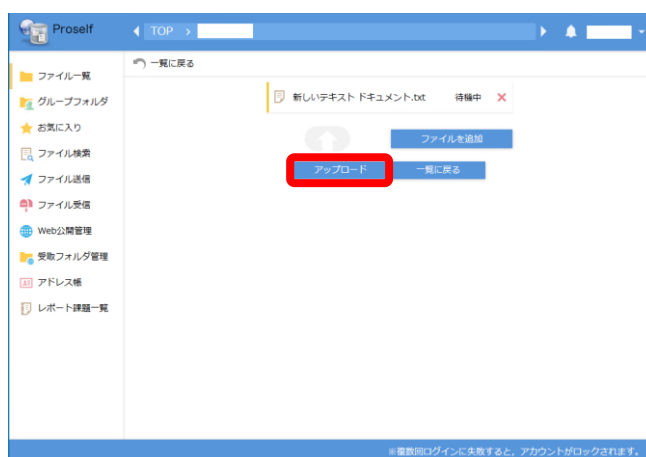 Proself
TOP >
一覧に戻る
ファイル一覧
グループフォルダ
お気に入り
ファイル検索
ファイル送信
ファイル受信
Web公開管理
受取フォルダ管理
アドレス帳
レポート課題一覧
新しいテキスト ドキュメント.txt 待機中
ファイルを追加
アップロード 一覧に戻る
※複数回ログインに失敗すると、アカウントがロックされます。